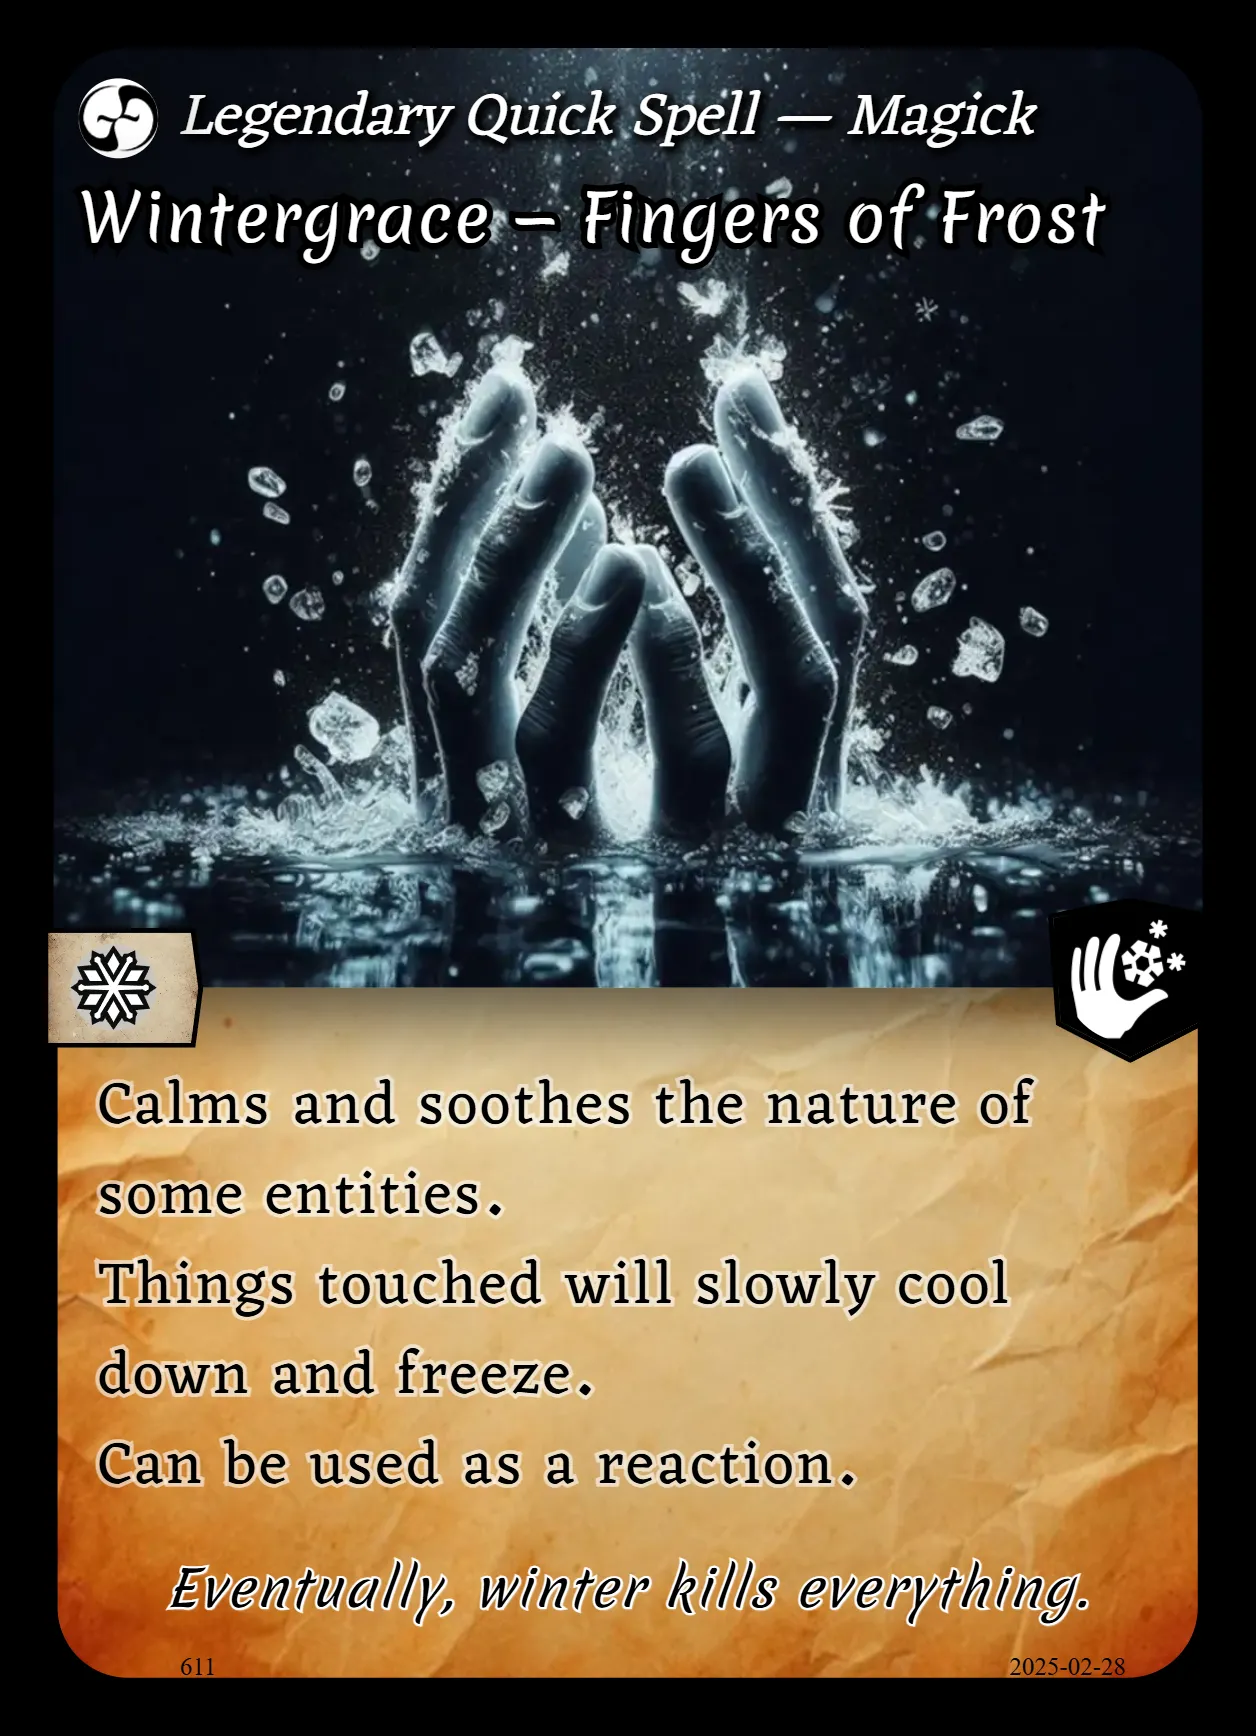 Legendary Quick Spell — Magick
Wintergrace – Fingers of Frost
Calms and soothes the nature of
some entities.
Things touched will slowly cool
down and freeze.
Can be used as a reaction.
Eventually, winter kills everything.
611
2025-02-28